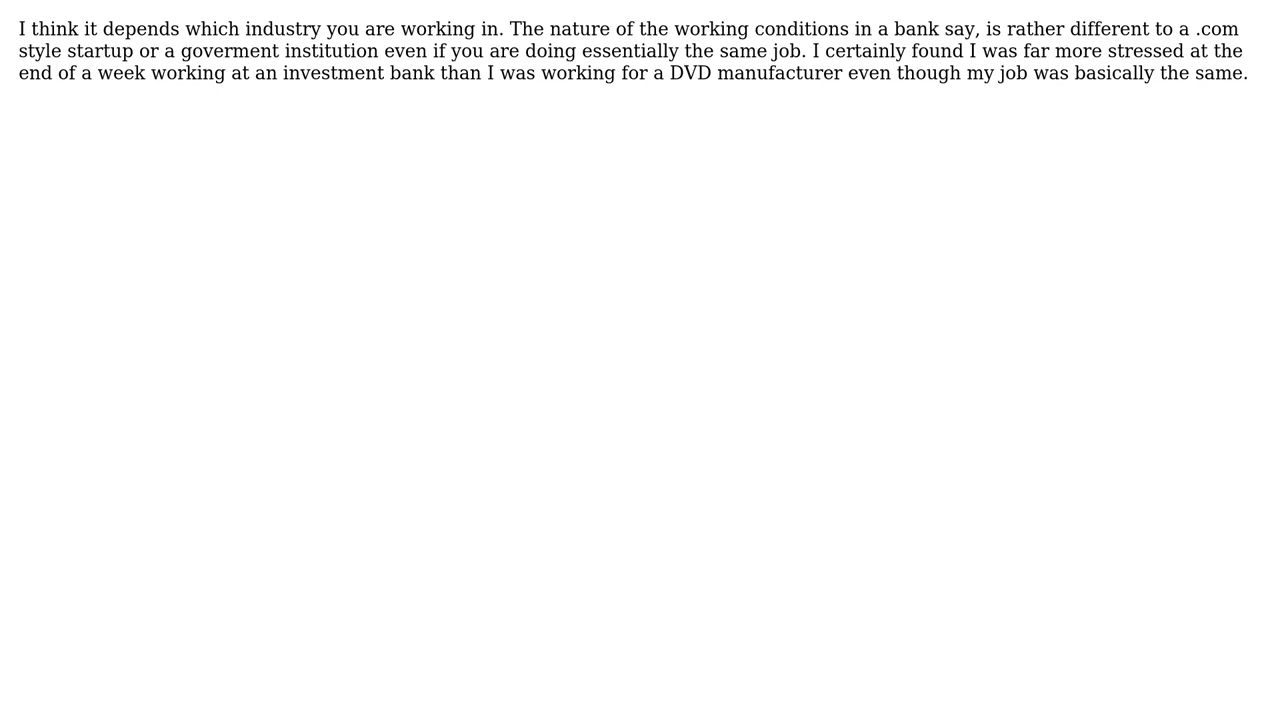 I think it depends which industry you are working in. The nature of the working conditions in a bank say, is rather different to a .com
style startup or a goverment institution even if you are doing essentially the same job. I certainly found I was far more stressed at the
end of a week working at an investment bank than I was working for a DVD manufacturer even though my job was basically the same.